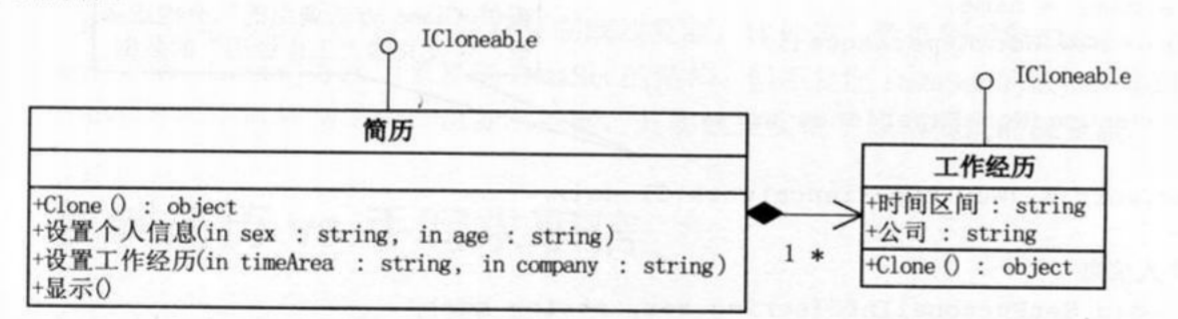 ICloneable
ICloneable
简历
工作经历
+Clone() : object
+设置个人信息(in sex : string, in age : string)
+设置工作经历(in timeArea : string, in company : string)
+显示()
1 *
+时间区间 : string
+公司 : string
+Clone() object